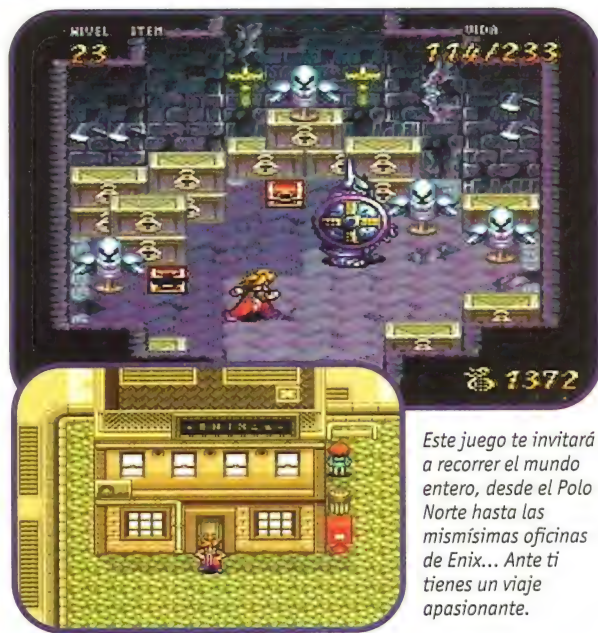 NIVEL ITEM VIDA
23 114/233
1372
ENIX
Este juego te invitará
a recorrer el mundo
entero, desde el Polo
Norte hasta las
mismísimas oficinas
de Enix... Ante ti
tienes un viaje
apasionante.